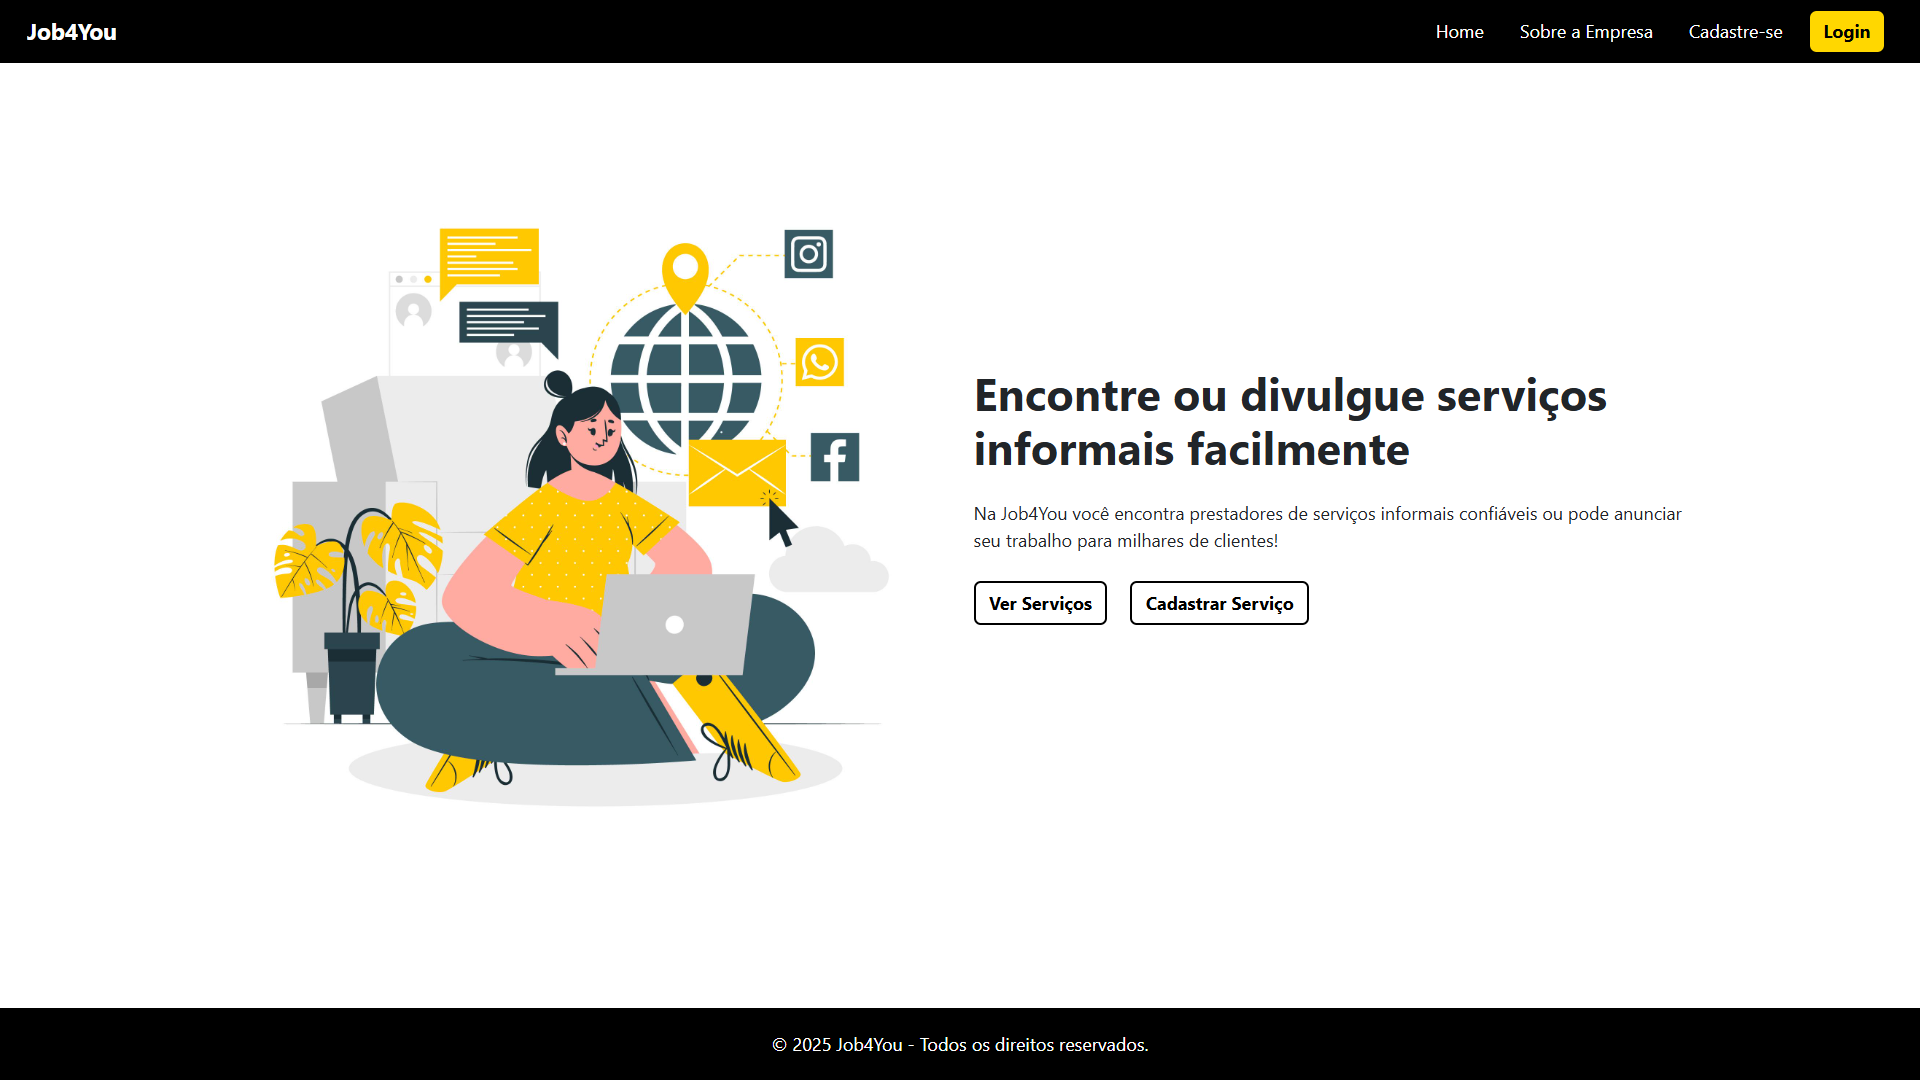 Job4You
Home
Sobre a Empresa
Cadastre-se
Login
Encontre ou divulgue serviços
informais facilmente
Na Job4You você encontra prestadores de serviços informais confiáveis ou pode anunciar
seu trabalho para milhares de clientes!
Ver Serviços
Cadastrar Serviço
© 2025 Job4You - Todos os direitos reservados.